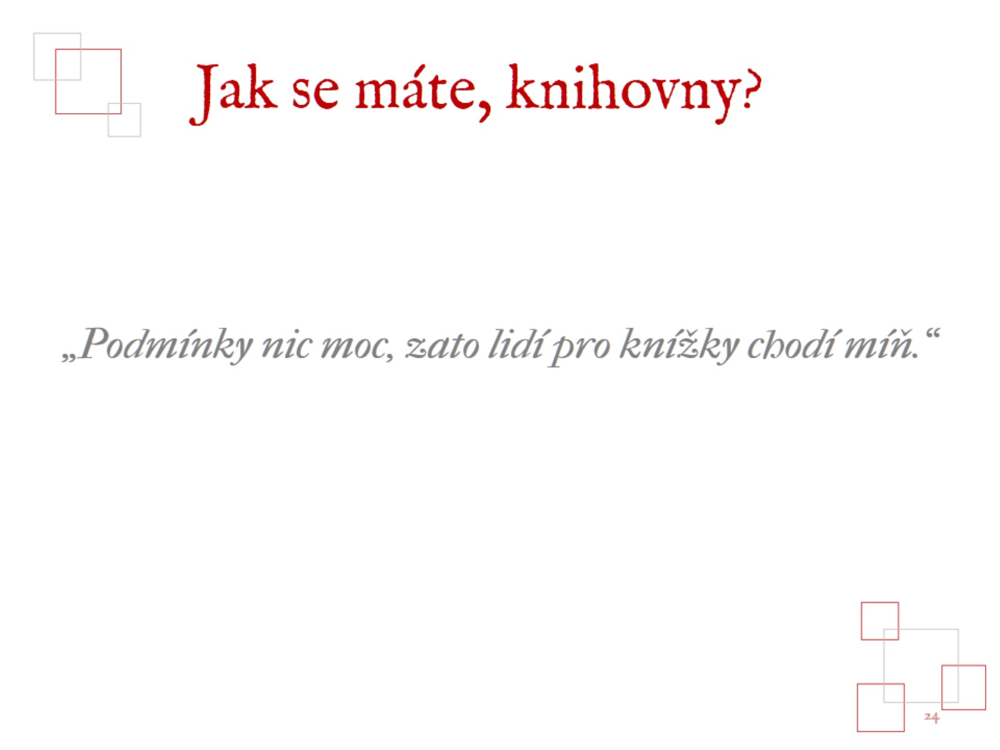 Jak se máte, knihovny?
„Podmínky nic moc, zato lidí pro knížky chodí míň.“
24